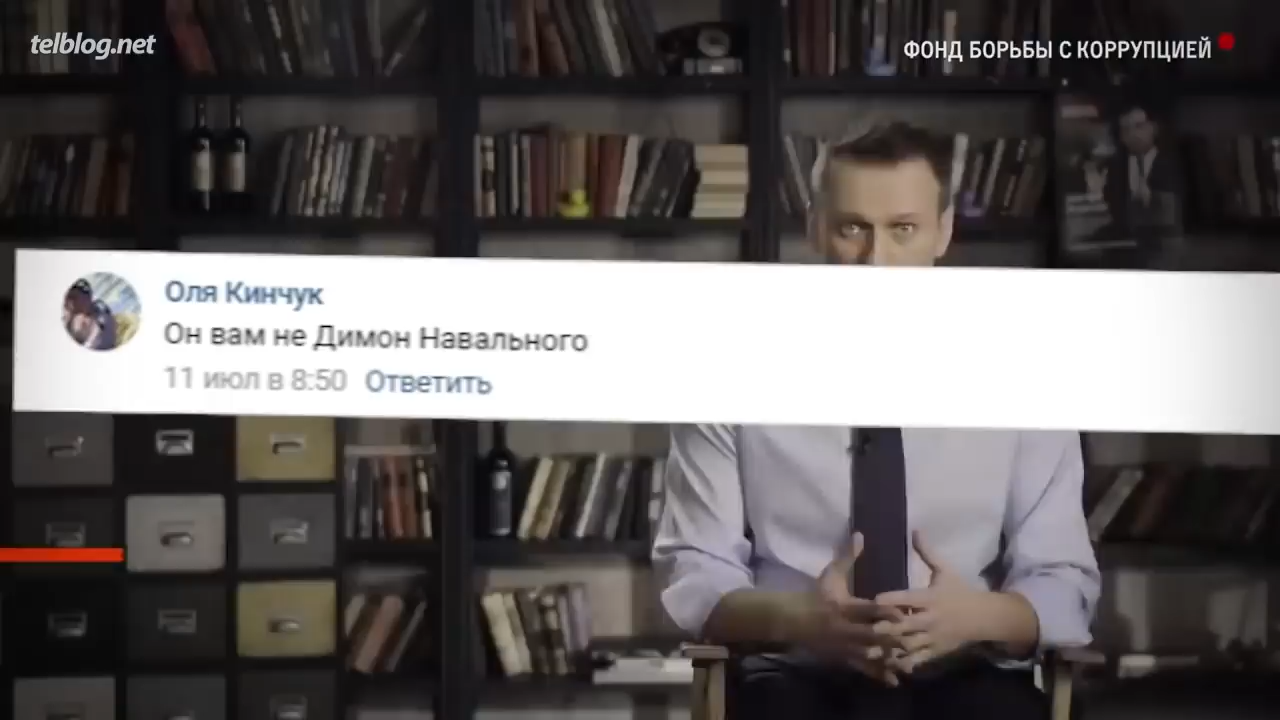 telblog.net
ФОНД БОРЬБЫ С КОРРУПЦИЕЙ
Оля Кинчук
Он вам не Димон Навального
11 июл в 8:50 Ответить